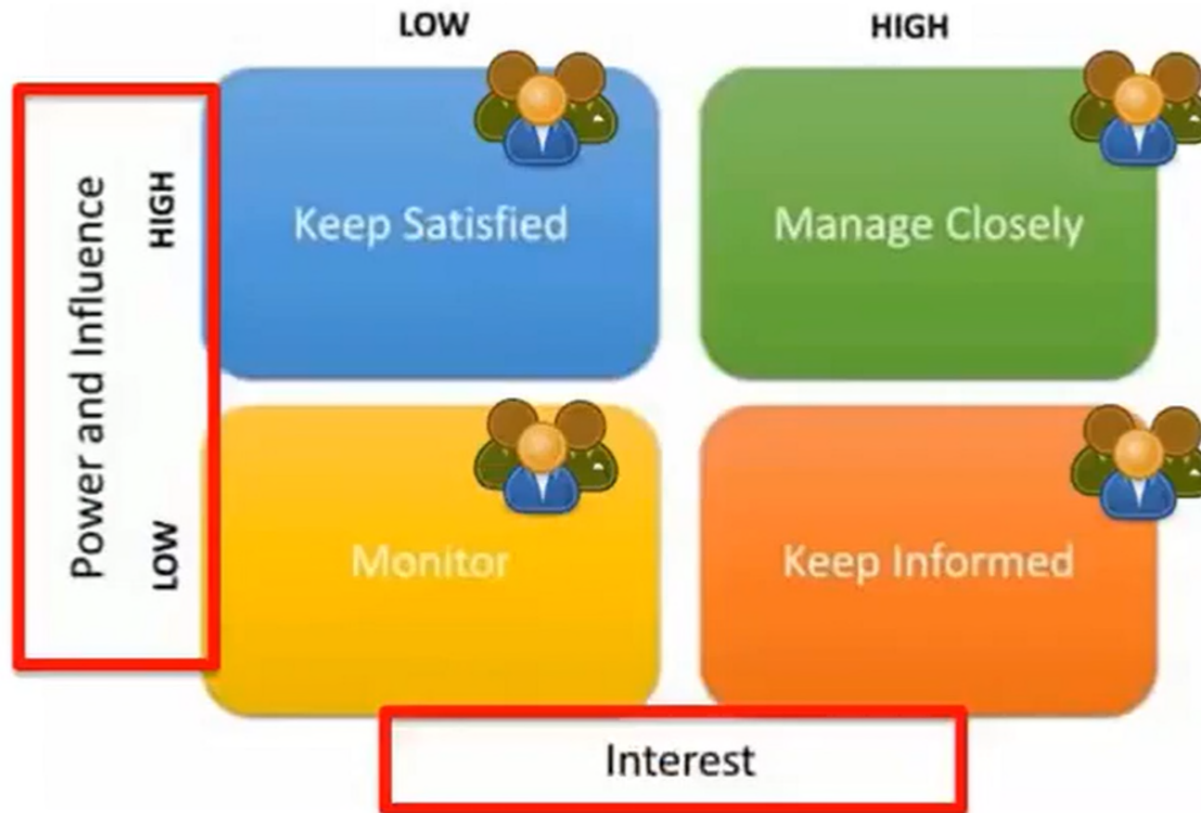 LOW
HIGH
Power and Influence
HIGH
Keep Satisfied
Manage Closely
LOW
Monitor
Keep Informed
Interest